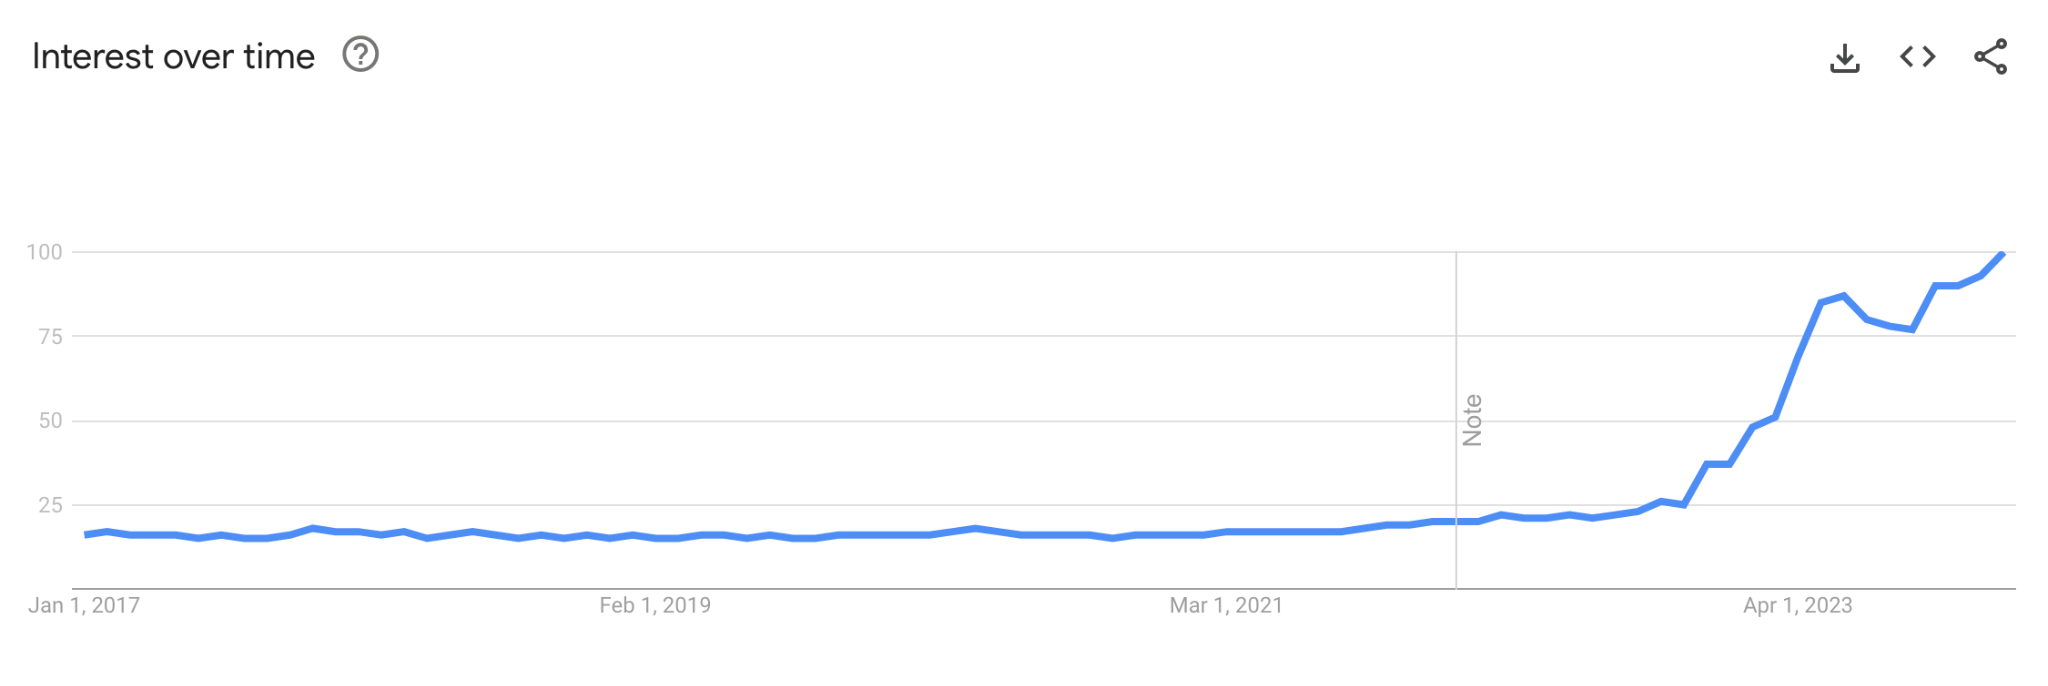 Interest over time
100
75
50
25
Note
Jan 1, 2017
Feb 1, 2019
Mar 1, 2021
Apr 1, 2023